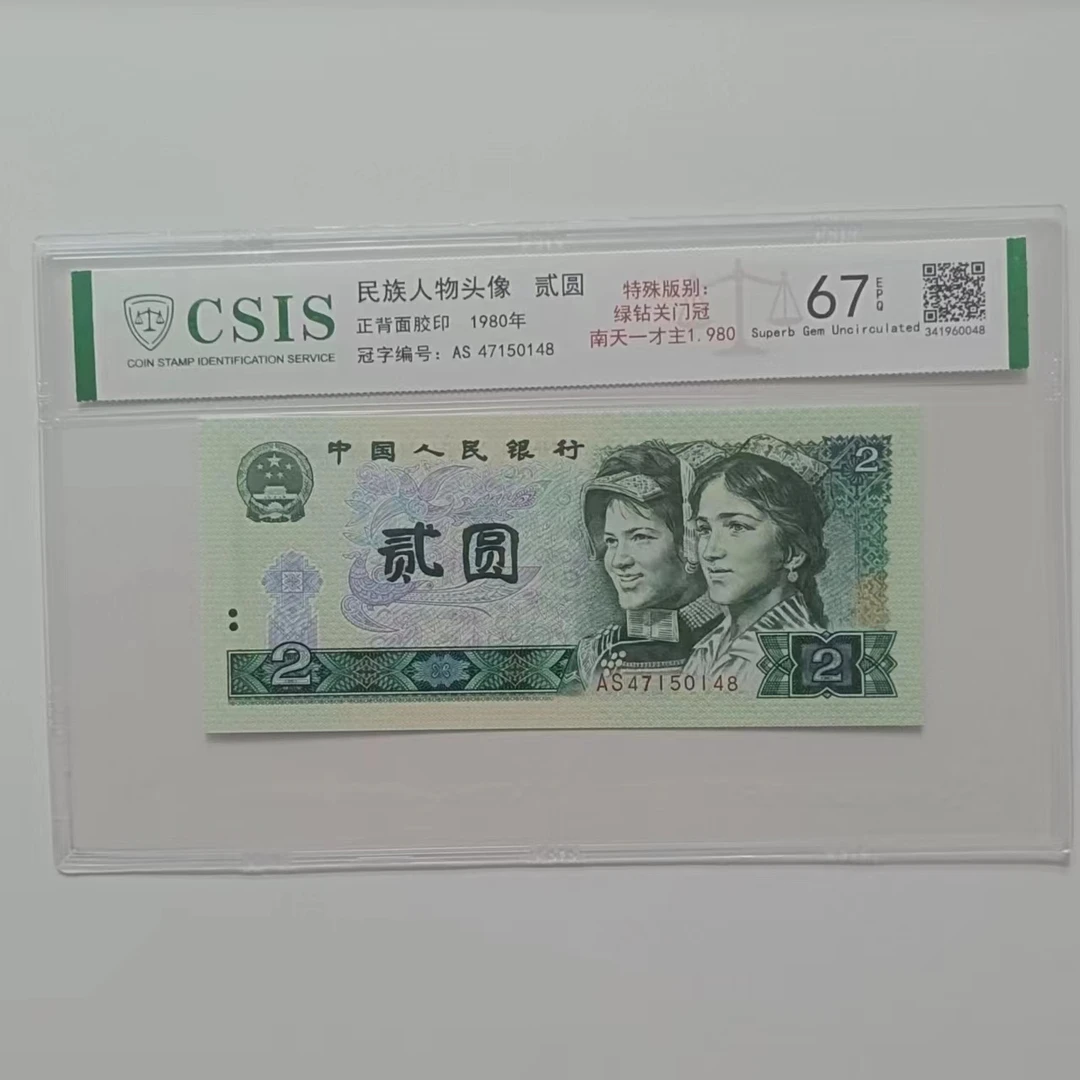 CSIS
COIN STAMP IDENTIFICATION SERVICE
民族人物头像 贰圆
正背面胶印 1980年
冠字编号: AS 47150148
特殊版别:
绿钻关门冠
南天一才主1.980
67
EPQ
Superb Gem Uncirculated
341960048
中国人民银行
2
贰圆
2
AS47150148
2